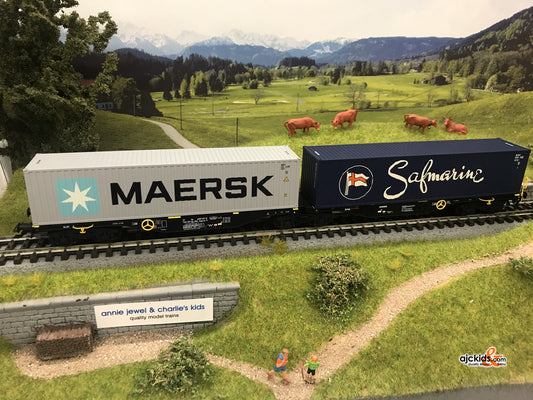 MAERSK
Safmarine
annie jewel & charlie's kids
quality model trains
ajckids.com